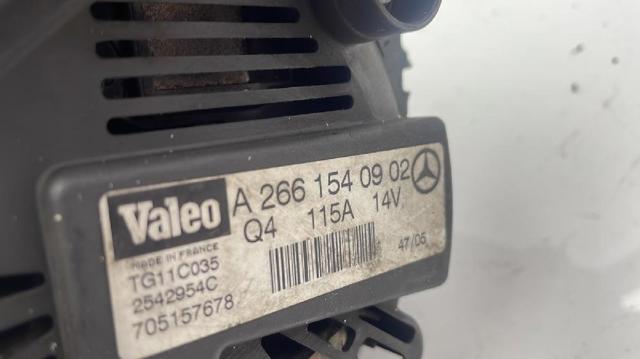 Valeo A 266 154 09 02
Q4 115A 14V
MADE IN FRANCE
TG11C035 47/05
2542954C
705157678